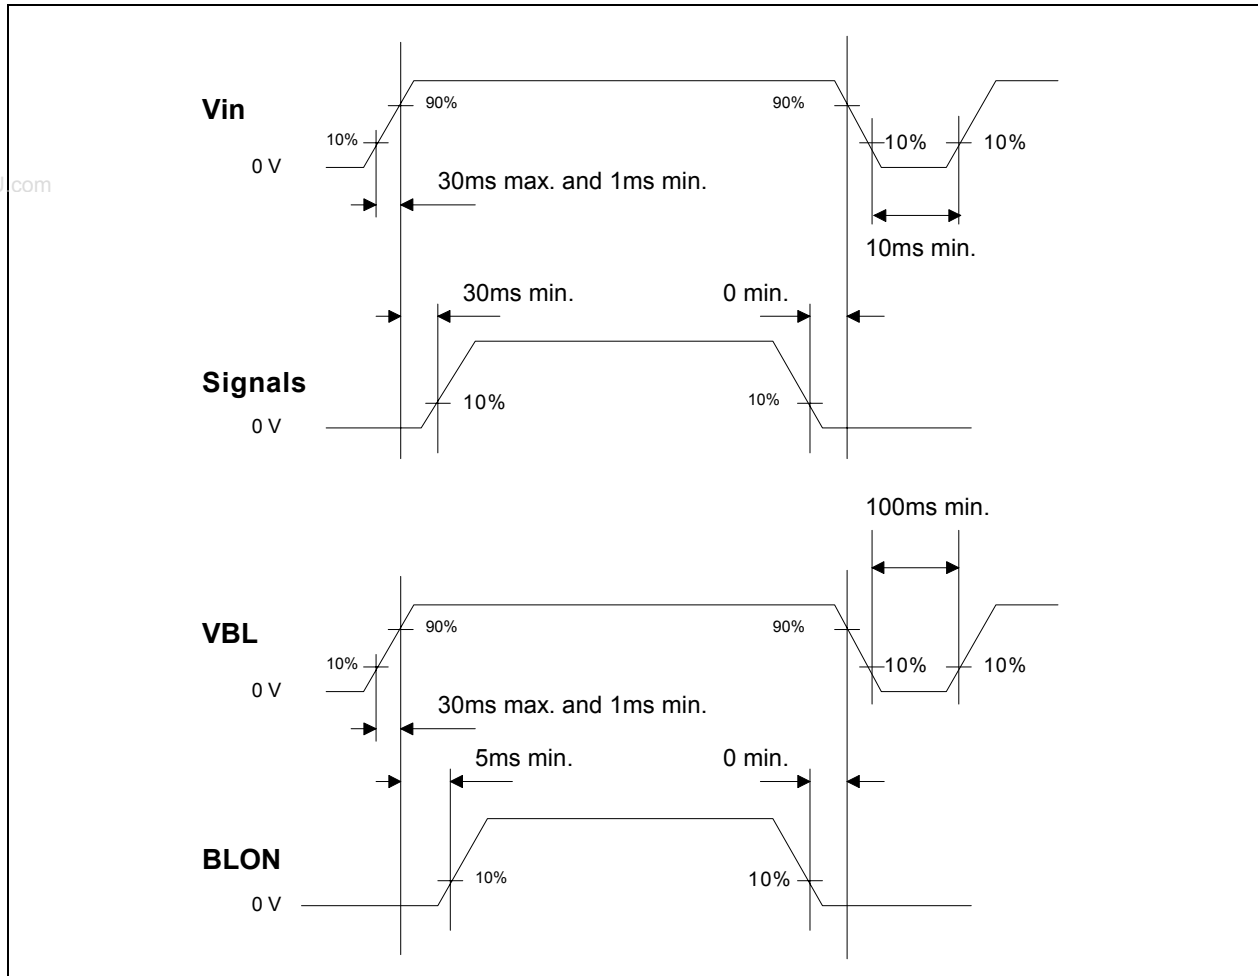 Vin
90%
90%
10%
10%
10%
0 V
.com
30ms max. and 1ms min.
10ms min.
30ms min.
0 min.
Signals
10%
10%
0 V
100ms min.
VBL
90%
90%
10%
10%
10%
0 V
30ms max. and 1ms min.
5ms min.
0 min.
BLON
10%
10%
0 V